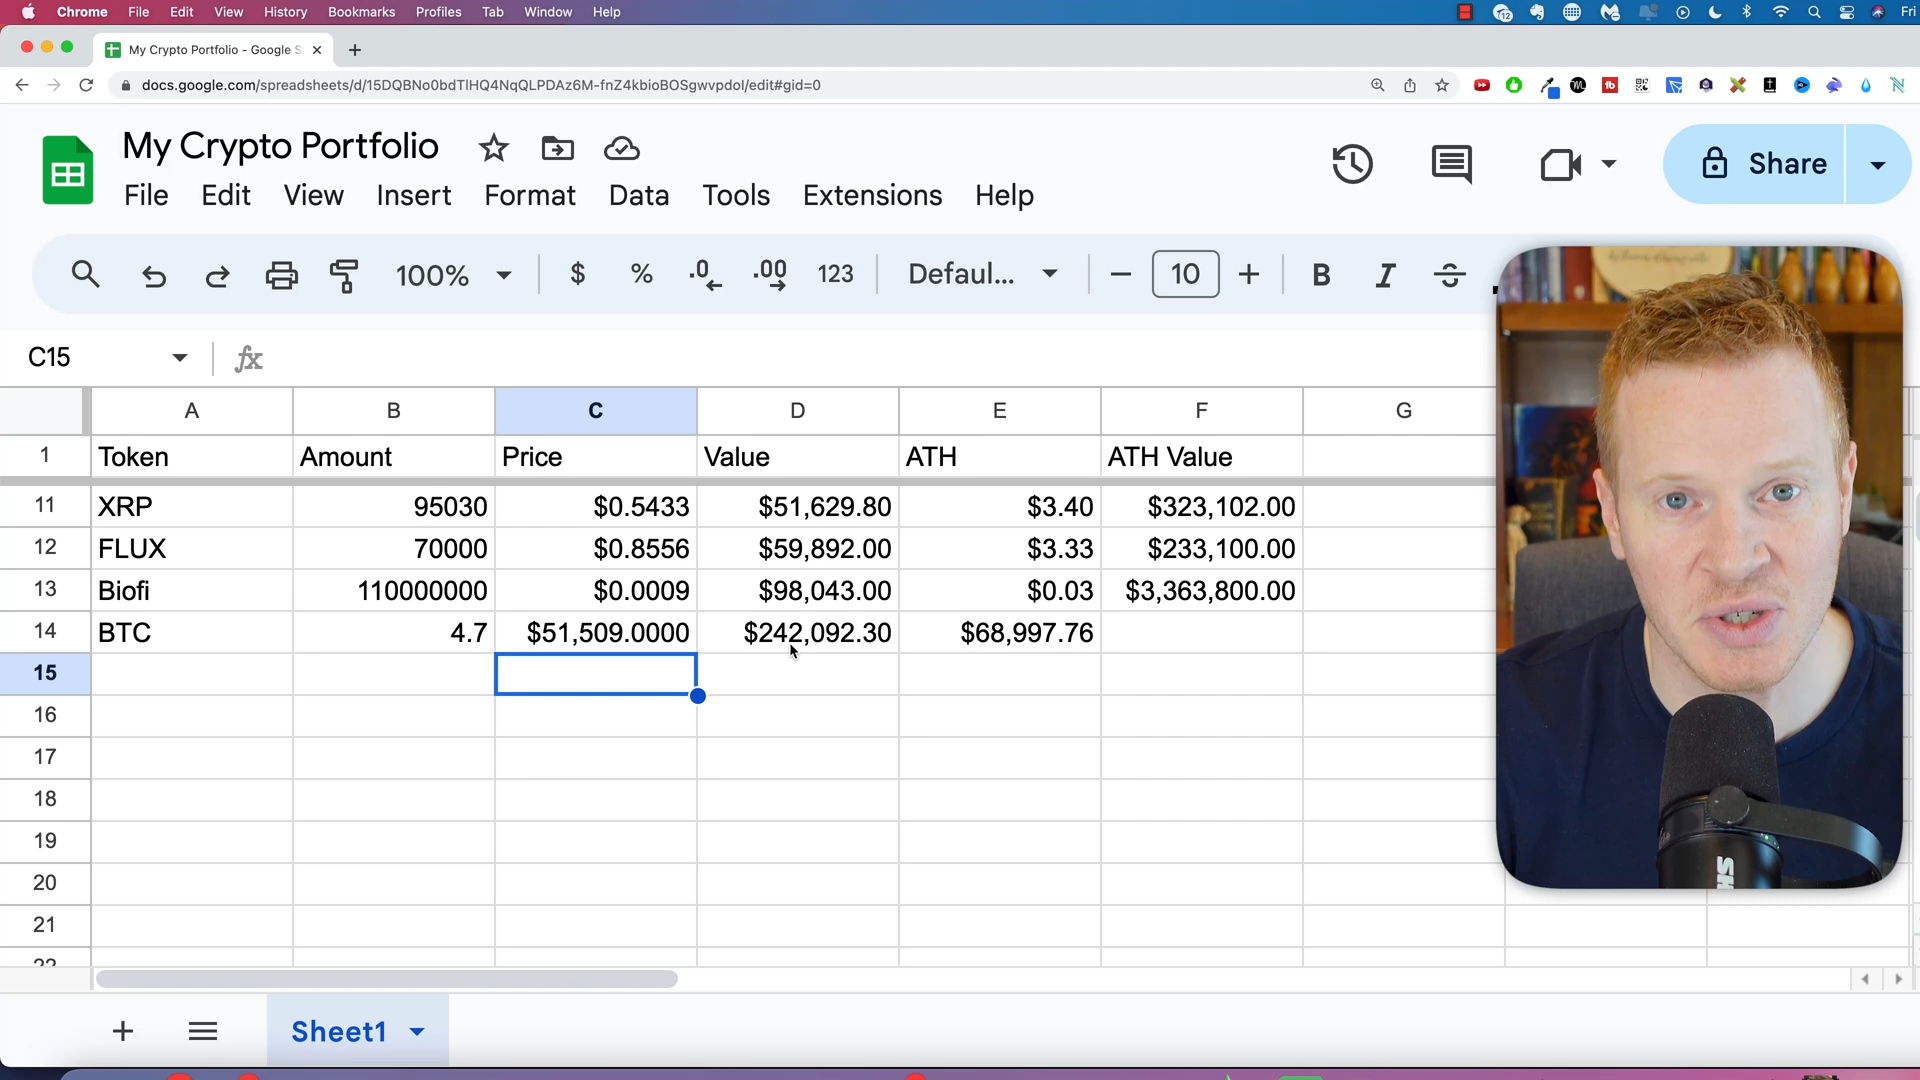 Chrome File Edit View History Bookmarks Profiles Tab Window Help
12
Fri
My Crypto Portfolio - Google S
docs.google.com/spreadsheets/d/15DQBNo0bdTlHQ4NqQLPDAz6M-fnZ4kbioBOSgwvpdoI/edit#gid=0
My Crypto Portfolio
Share
File Edit View Insert Format Data Tools Extensions Help
100% $ % .0 .00 123 Defaul... 10 B I S
C15 fx
A B C D E F G
1 Token Amount Price Value ATH ATH Value
11 XRP 95030 $0.5433 $51,629.80 $3.40 $323,102.00
12 FLUX 70000 $0.8556 $59,892.00 $3.33 $233,100.00
13 Biofi 110000000 $0.0009 $98,043.00 $0.03 $3,363,800.00
14 BTC 4.7 $51,509.0000 $242,092.30 $68,997.76
15
16
17
18
19
20
21
22
Sheet1